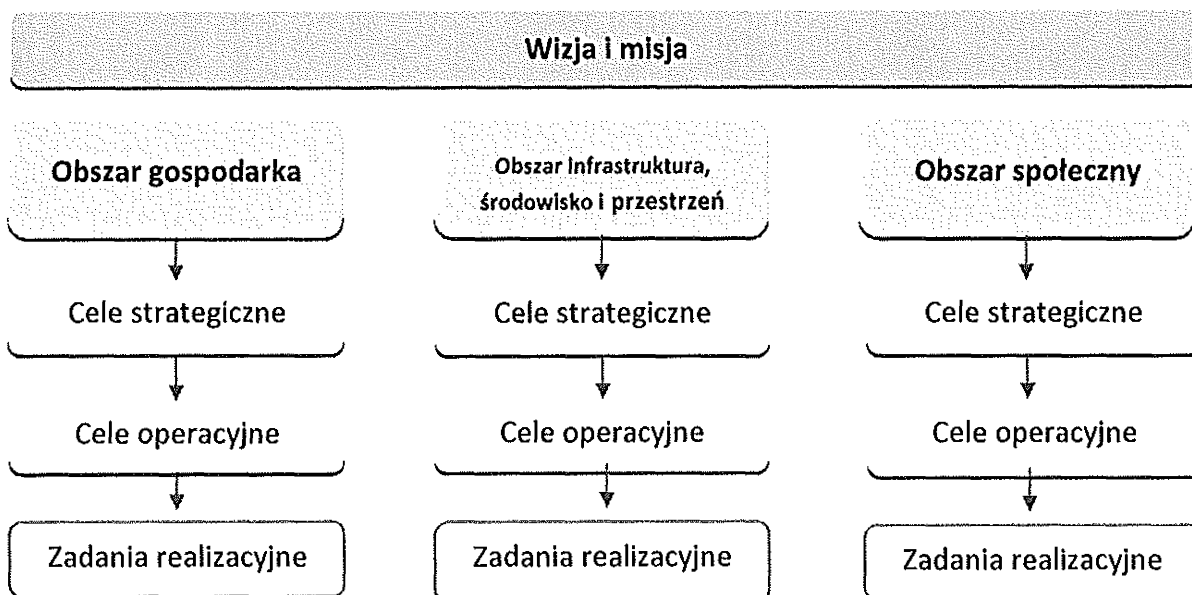 Wizja i misja
Obszar gospodarka
Obszar infrastruktura,
środowisko i przestrzeń
Obszar społeczny
Cele strategiczne
Cele strategiczne
Cele strategiczne
Cele operacyjne
Cele operacyjne
Cele operacyjne
Zadania realizacyjne
Zadania realizacyjne
Zadania realizacyjne